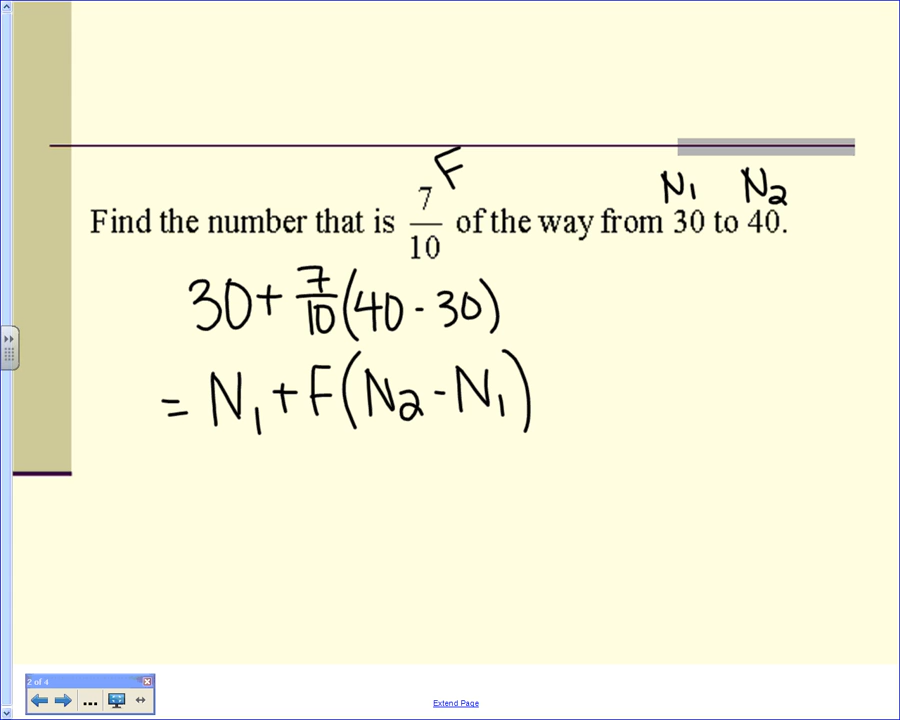 F
N₁ N₂
Find the number that is 7/10 of the way from 30 to 40.
30 + 7/10 (40 - 30)
= N₁ + F(N₂ - N₁)
2 of 4
...
Extend Page